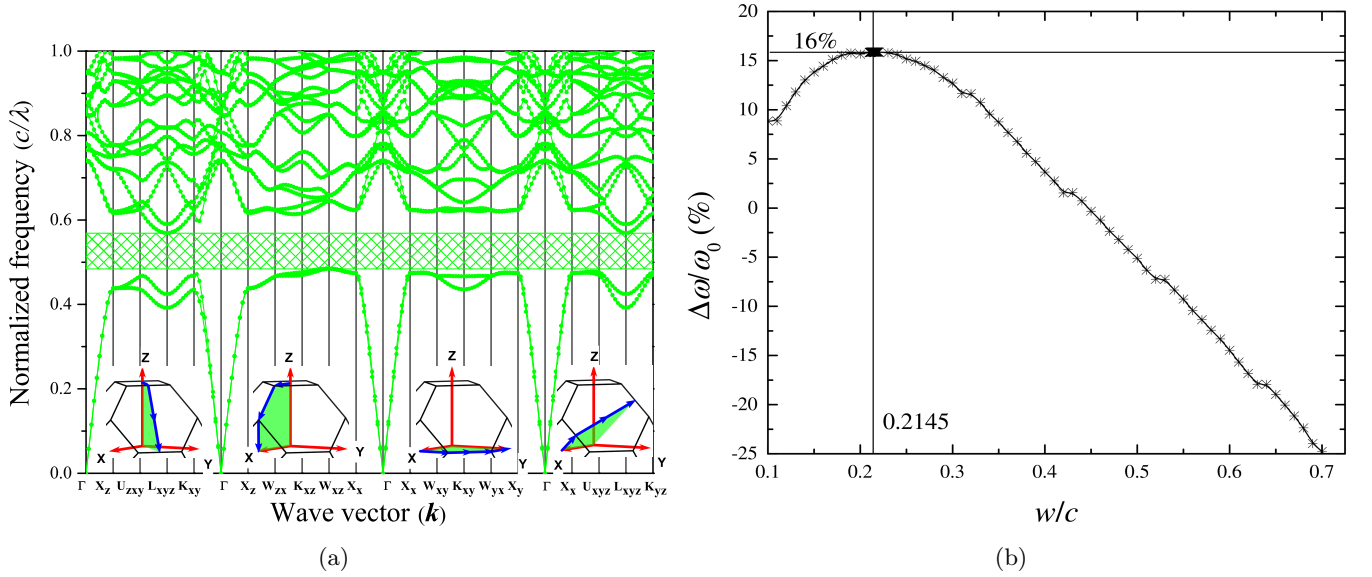 1.0
0.8
0.6
0.4
0.2
0.0
Normalized frequency (c/λ)
Z
X
Y
Z
X
Y
Z
X
Y
Z
X
Y
Γ X_z U_zxy L_xyz K_xy Γ X_z W_zx K_xz W_xz X_x Γ X_x W_xy K_xy W_yx X_y Γ X_x U_xyz L_xyz K_yz
Wave vector (k)
(a)
20
15
10
5
0
-5
-10
-15
-20
-25
Δω/ω₀ (%)
16%
0.2145
0.1 0.2 0.3 0.4 0.5 0.6 0.7
w/c
(b)